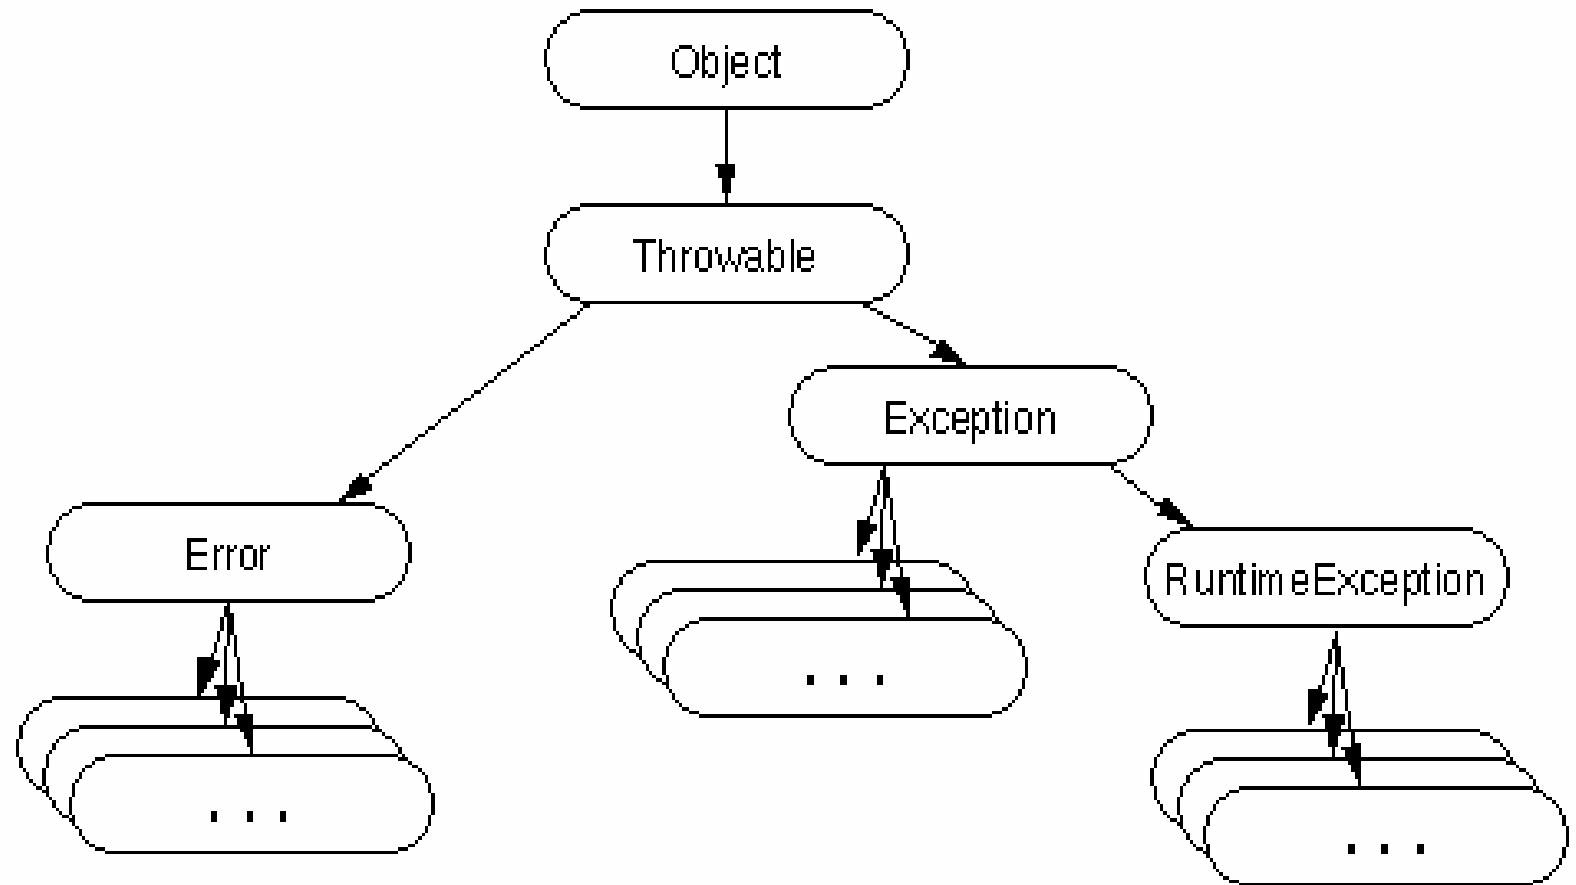 Object
Throwable
Exception
Error
RuntimeException
. . .
. . .
. . .